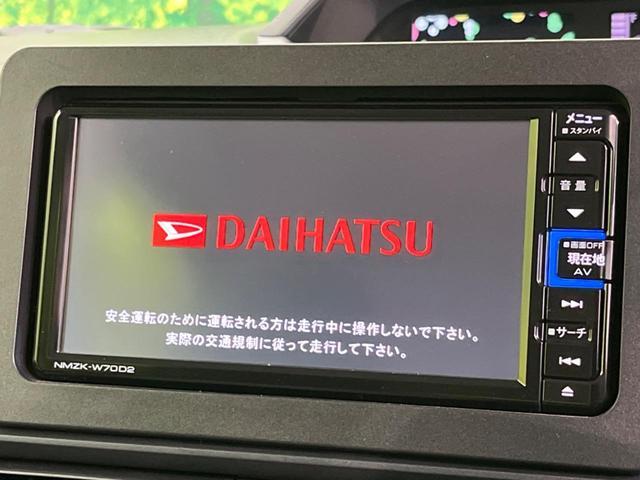 DAIHATSU
安全運転のために運転される方は走行中に操作しないで下さい。
実際の交通規制に従って走行して下さい。
NMZK-W70D2
メニュー
スタンバイ
音量
画面OFF
現在地
AV
サーチ